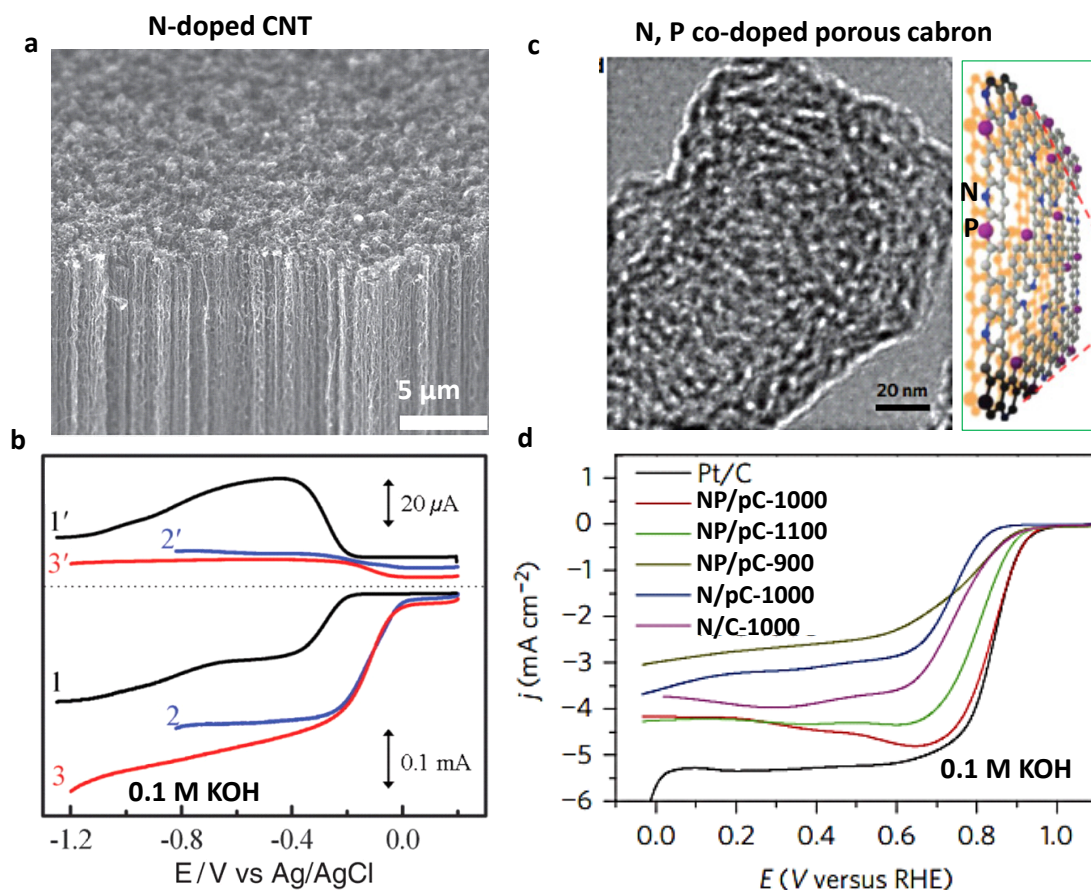 N-doped CNT
a
5 µm
b
20 µA
1′
2′
3′
1
2
3
0.1 mA
0.1 M KOH
-1.2
-0.8
-0.4
0.0
E / V vs Ag/AgCl
N, P co-doped porous cabron
c
20 nm
N
P
d
Pt/C
NP/pC-1000
NP/pC-1100
NP/pC-900
N/pC-1000
N/C-1000
1
0
−1
−2
−3
−4
−5
−6
j (mA cm⁻²)
0.1 M KOH
0.0
0.2
0.4
0.6
0.8
1.0
E (V versus RHE)